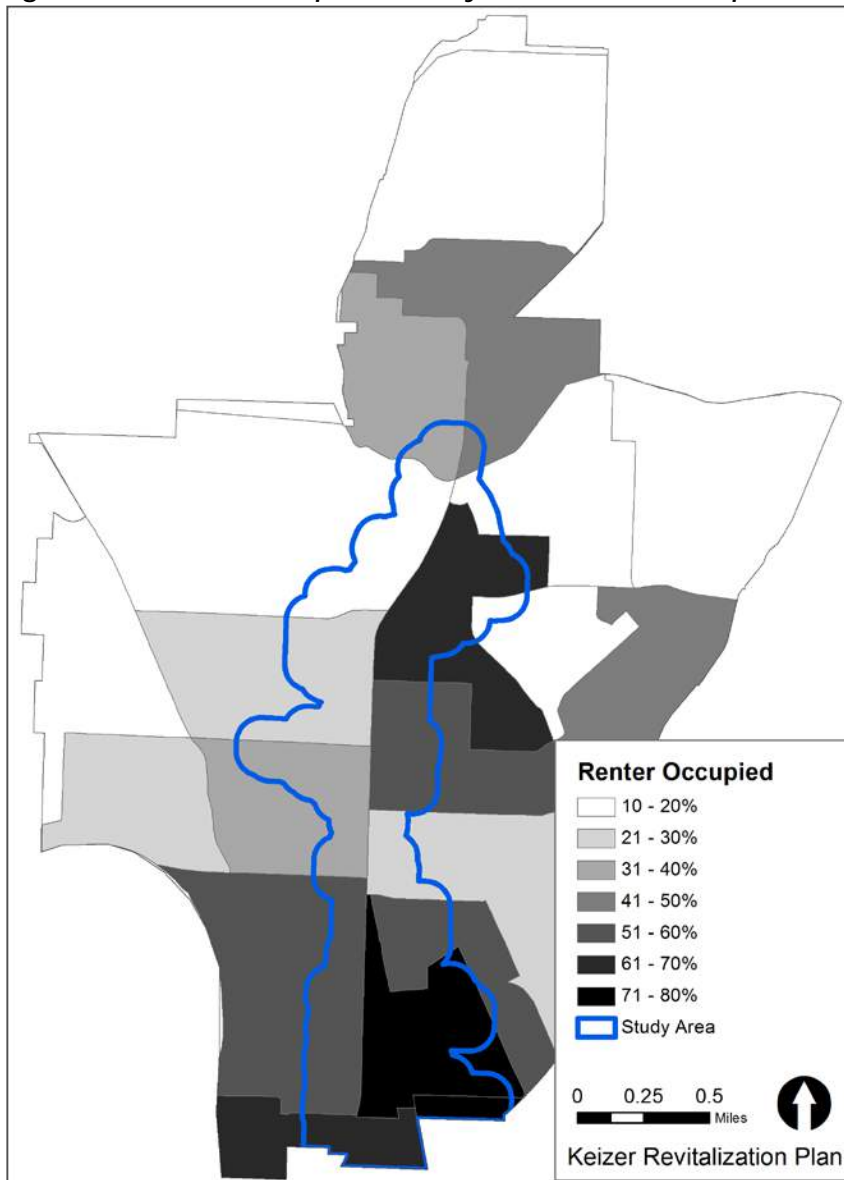 Renter Occupied
10 - 20%
21 - 30%
31 - 40%
41 - 50%
51 - 60%
61 - 70%
71 - 80%
Study Area
0 0.25 0.5
Miles
Keizer Revitalization Plan